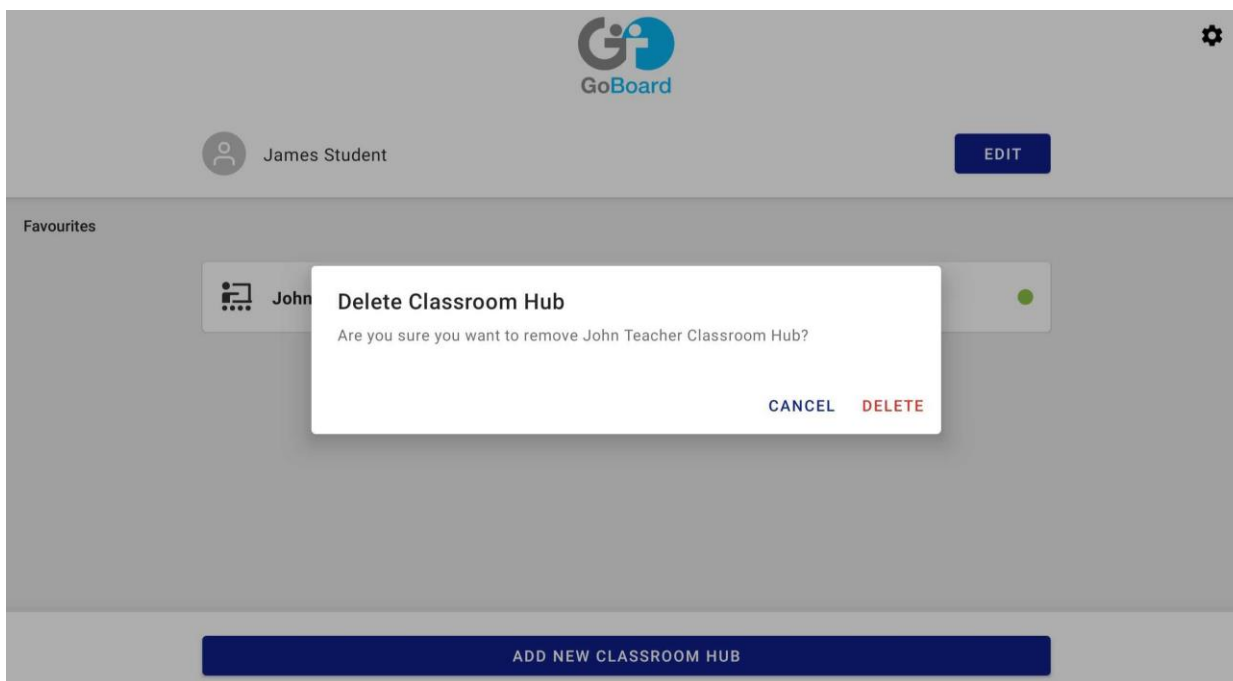 GoBoard
James Student
EDIT
Favourites
John
Delete Classroom Hub
Are you sure you want to remove John Teacher Classroom Hub?
CANCEL DELETE
ADD NEW CLASSROOM HUB